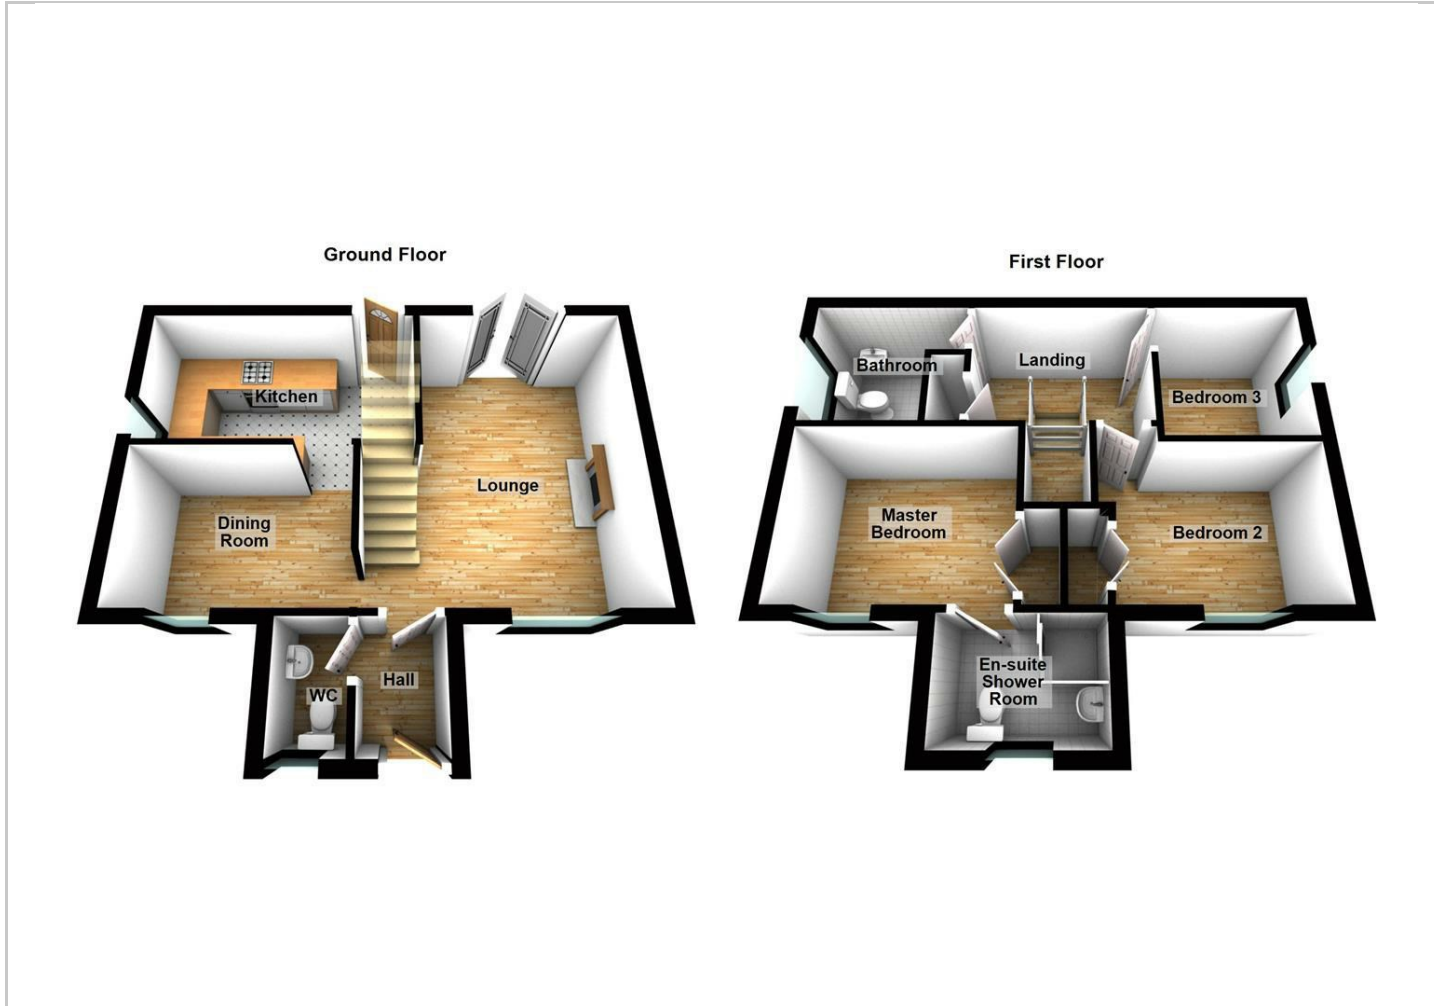 Ground Floor
Kitchen
Lounge
Dining
Room
WC
Hall
First Floor
Bathroom
Landing
Bedroom 3
Master
Bedroom
Bedroom 2
En-suite
Shower
Room